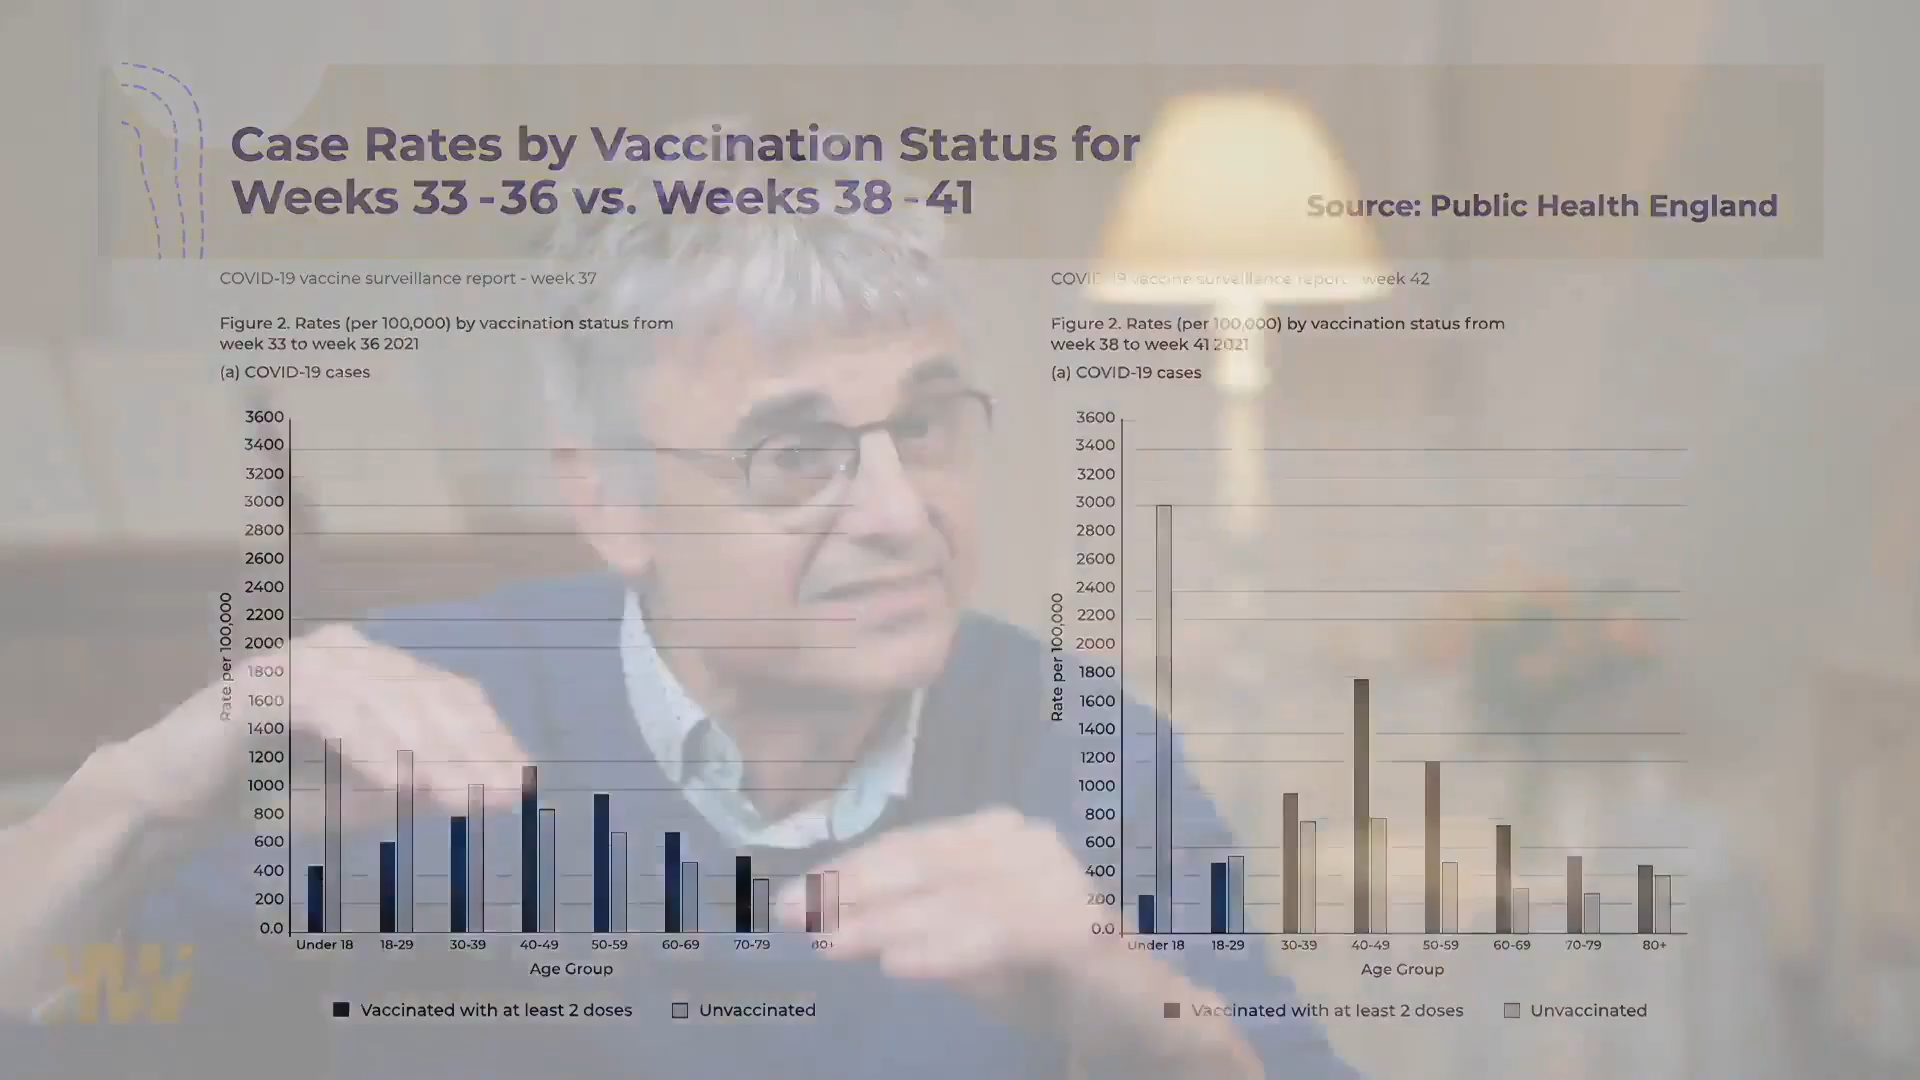 Case Rates by Vaccination Status for
Weeks 33-36 vs. Weeks 38-41
Source: Public Health England
COVID-19 vaccine surveillance report - week 37
Figure 2. Rates (per 100,000) by vaccination status from
week 33 to week 36 2021
(a) COVID-19 cases
3600
3400
3200
3000
2800
2600
2400
2200
2000
1800
1600
1400
1200
1000
800
600
400
200
0.0
Rate per 100,000
Under 18 18-29 30-39 40-49 50-59 60-69 70-79 80+
Age Group
Vaccinated with at least 2 doses Unvaccinated
COVID-19 vaccine surveillance report - week 42
Figure 2. Rates (per 100,000) by vaccination status from
week 38 to week 41 2021
(a) COVID-19 cases
3600
3400
3200
3000
2800
2600
2400
2200
2000
1800
1600
1400
1200
1000
800
600
400
200
0.0
Rate per 100,000
Under 18 18-29 30-39 40-49 50-59 60-69 70-79 80+
Age Group
Vaccinated with at least 2 doses Unvaccinated